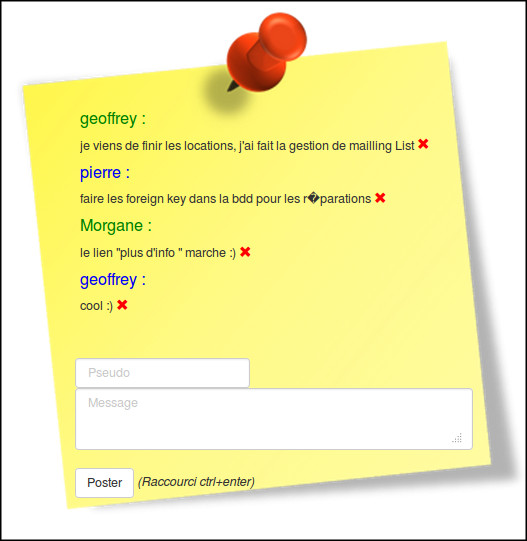 geoffrey :
je viens de finir les locations, j'ai fait la gestion de mailling List ✖
pierre :
faire les foreign key dans la bdd pour les r�parations ✖
Morgane :
le lien "plus d'info " marche :) ✖
geoffrey :
cool :) ✖
Pseudo
Message
Poster (Raccourci ctrl+enter)